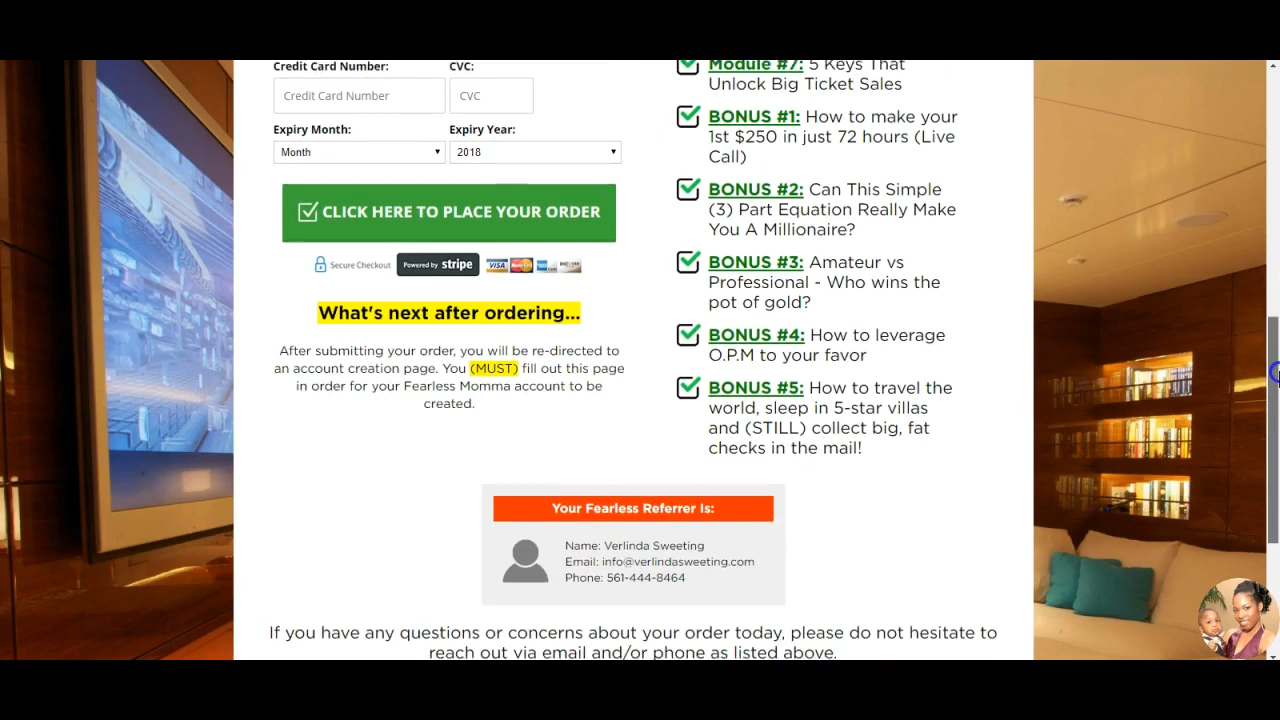 Credit Card Number:
CVC:
Credit Card Number
CVC
Expiry Month:
Expiry Year:
Month
2018
CLICK HERE TO PLACE YOUR ORDER
Secure Checkout
Powered by stripe
VISA
What's next after ordering...
After submitting your order, you will be re-directed to
an account creation page. You (MUST) fill out this page
in order for your Fearless Momma account to be
created.
Module #7: 5 Keys That
Unlock Big Ticket Sales
BONUS #1: How to make your
1st $250 in just 72 hours (Live
Call)
BONUS #2: Can This Simple
(3) Part Equation Really Make
You A Millionaire?
BONUS #3: Amateur vs
Professional - Who wins the
pot of gold?
BONUS #4: How to leverage
O.P.M to your favor
BONUS #5: How to travel the
world, sleep in 5-star villas
and (STILL) collect big, fat
checks in the mail!
Your Fearless Referrer Is:
Name: Verlinda Sweeting
Email: info@verlindasweeting.com
Phone: 561-444-8464
If you have any questions or concerns about your order today, please do not hesitate to
reach out via email and/or phone as listed above.